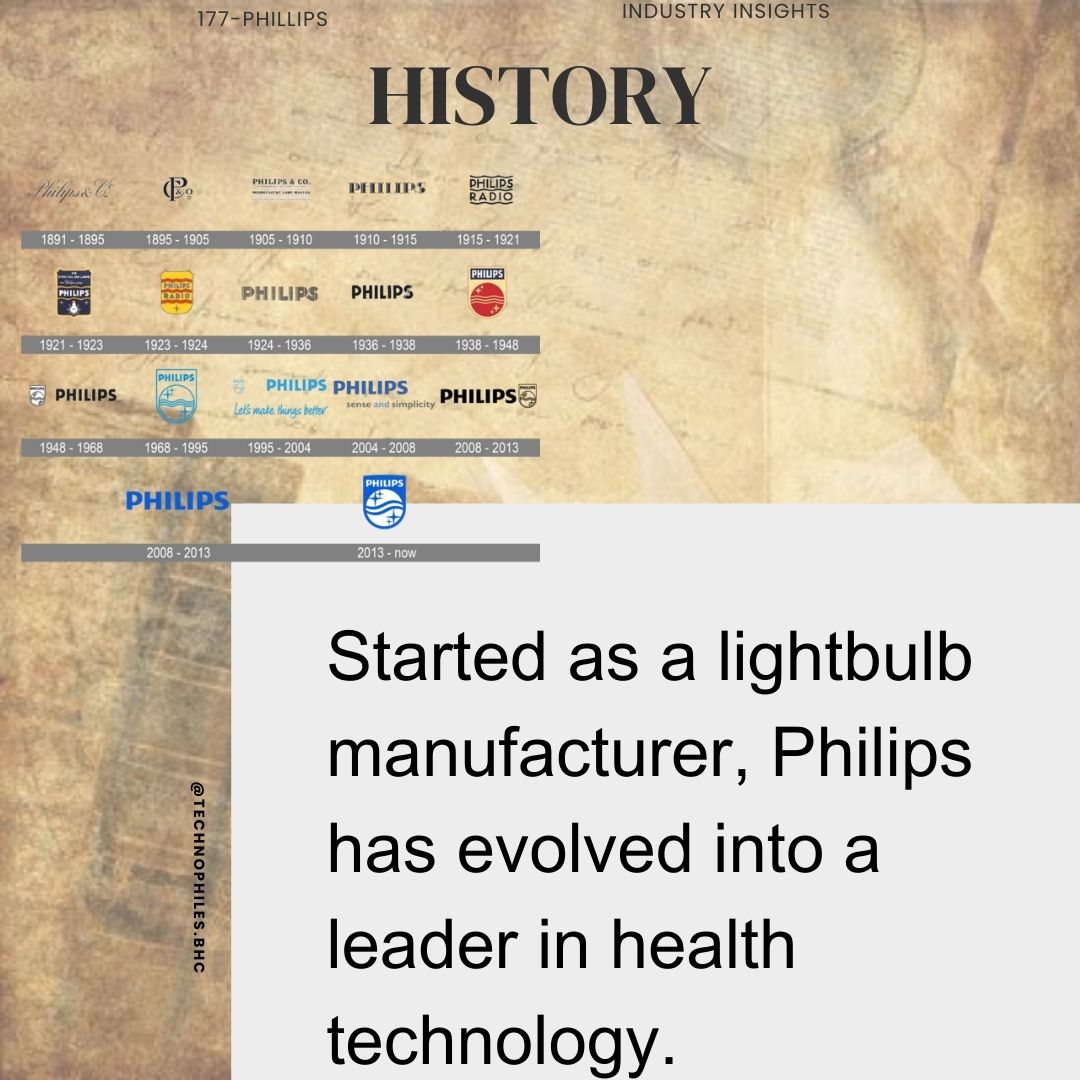 177-PHILLIPS
INDUSTRY INSIGHTS
HISTORY
Philips & Co.
P&Co
PHILIPS & CO.
PHILIPS
PHILIPS
RADIO
1891 - 1895
1895 - 1905
1905 - 1910
1910 - 1915
1915 - 1921
PHILIPS
PHILIPS
RADIO
PHILIPS
PHILIPS
PHILIPS
1921 - 1923
1923 - 1924
1924 - 1936
1936 - 1938
1938 - 1948
PHILIPS
PHILIPS
PHILIPS
Let's make things better
PHILIPS
sense and simplicity
PHILIPS
1948 - 1968
1968 - 1995
1995 - 2004
2004 - 2008
2008 - 2013
PHILIPS
PHILIPS
2008 - 2013
2013 - now
Started as a lightbulb
manufacturer, Philips
has evolved into a
leader in health
technology.
@TECHNOPHILES.BHC